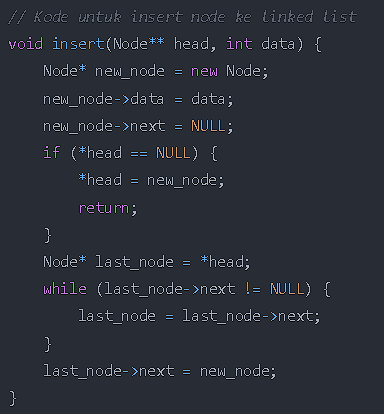 // Kode untuk insert node ke linked list
void insert(Node** head, int data) {
    Node* new_node = new Node;
    new_node->data = data;
    new_node->next = NULL;
    if (*head == NULL) {
        *head = new_node;
        return;
    }
    Node* last_node = *head;
    while (last_node->next != NULL) {
        last_node = last_node->next;
    }
    last_node->next = new_node;
}